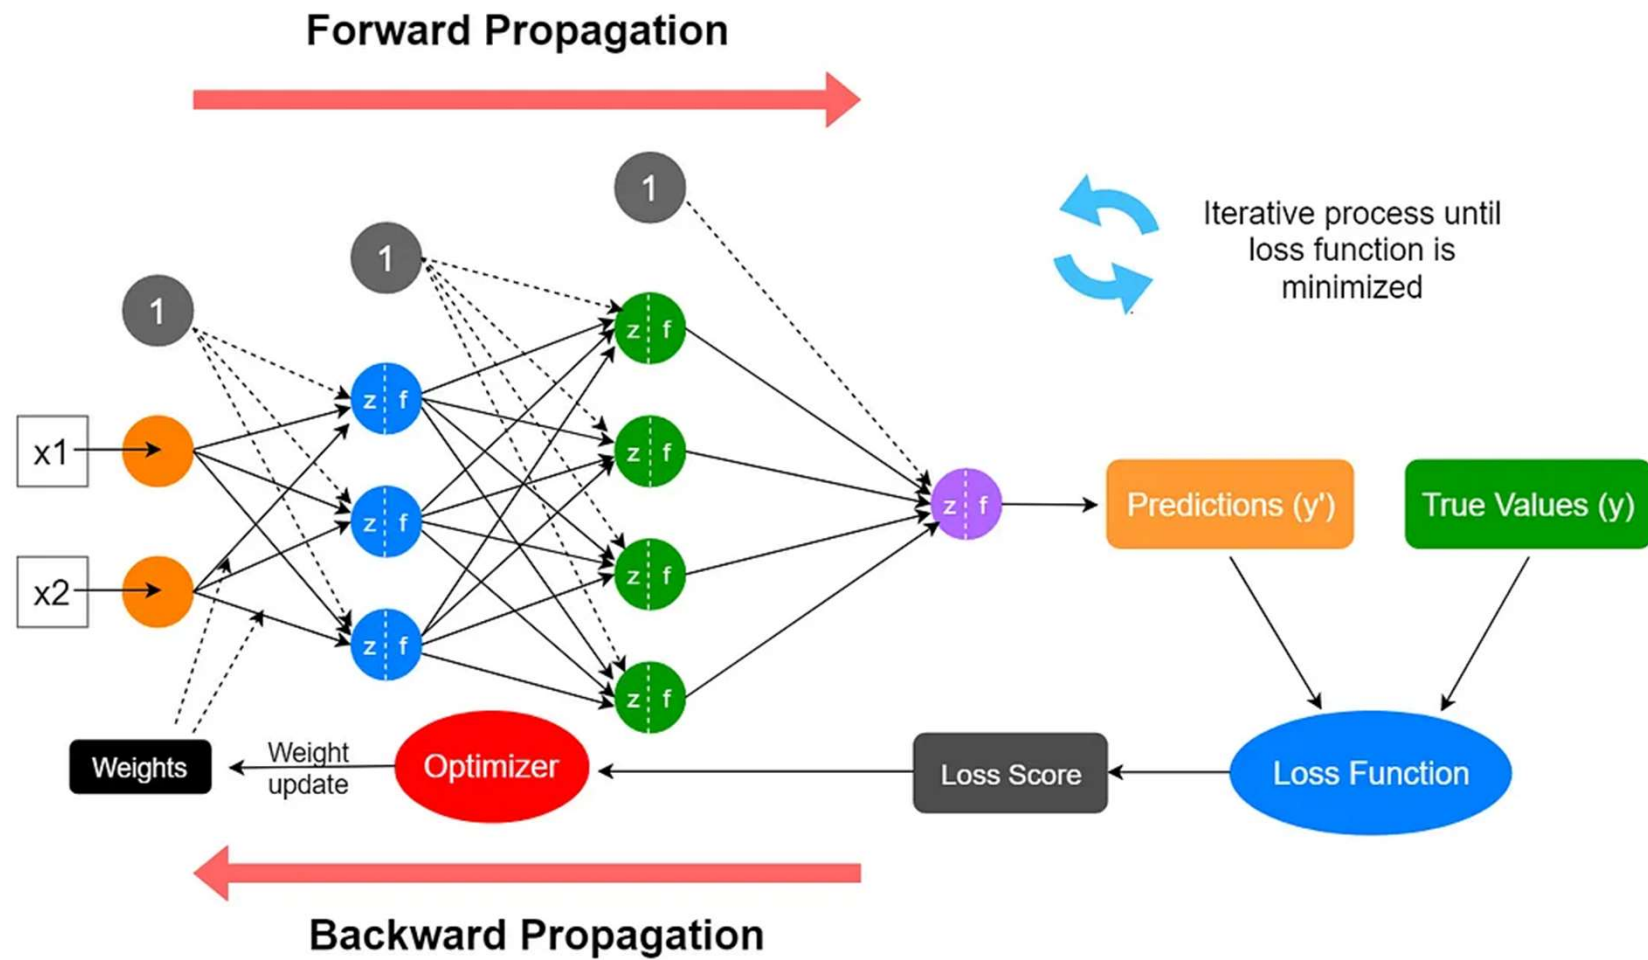 Forward Propagation
1
1
1
Iterative process until
loss function is
minimized
z f
z f
z f
z f
z f
z f
z f
z f
x1
x2
Predictions (y')
True Values (y)
Weights
Weight
update
Optimizer
Loss Score
Loss Function
Backward Propagation